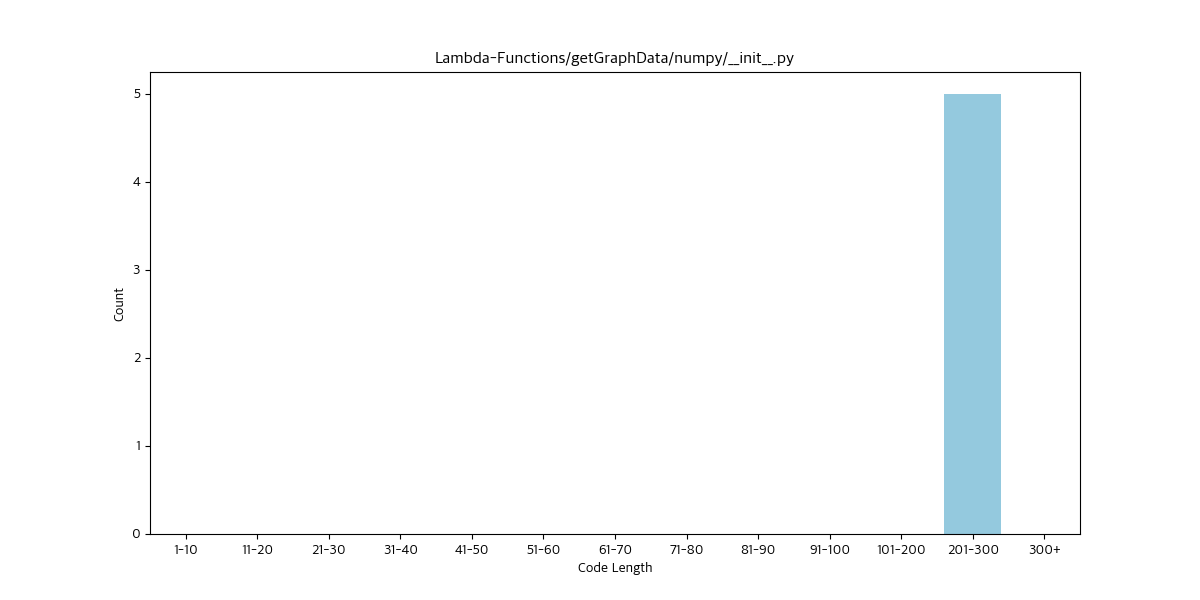 Lambda-Functions/getGraphData/numpy/__init__.py
5
4
3
2
1
0
Count
1-10 11-20 21-30 31-40 41-50 51-60 61-70 71-80 81-90 91-100 101-200 201-300 300+
Code Length